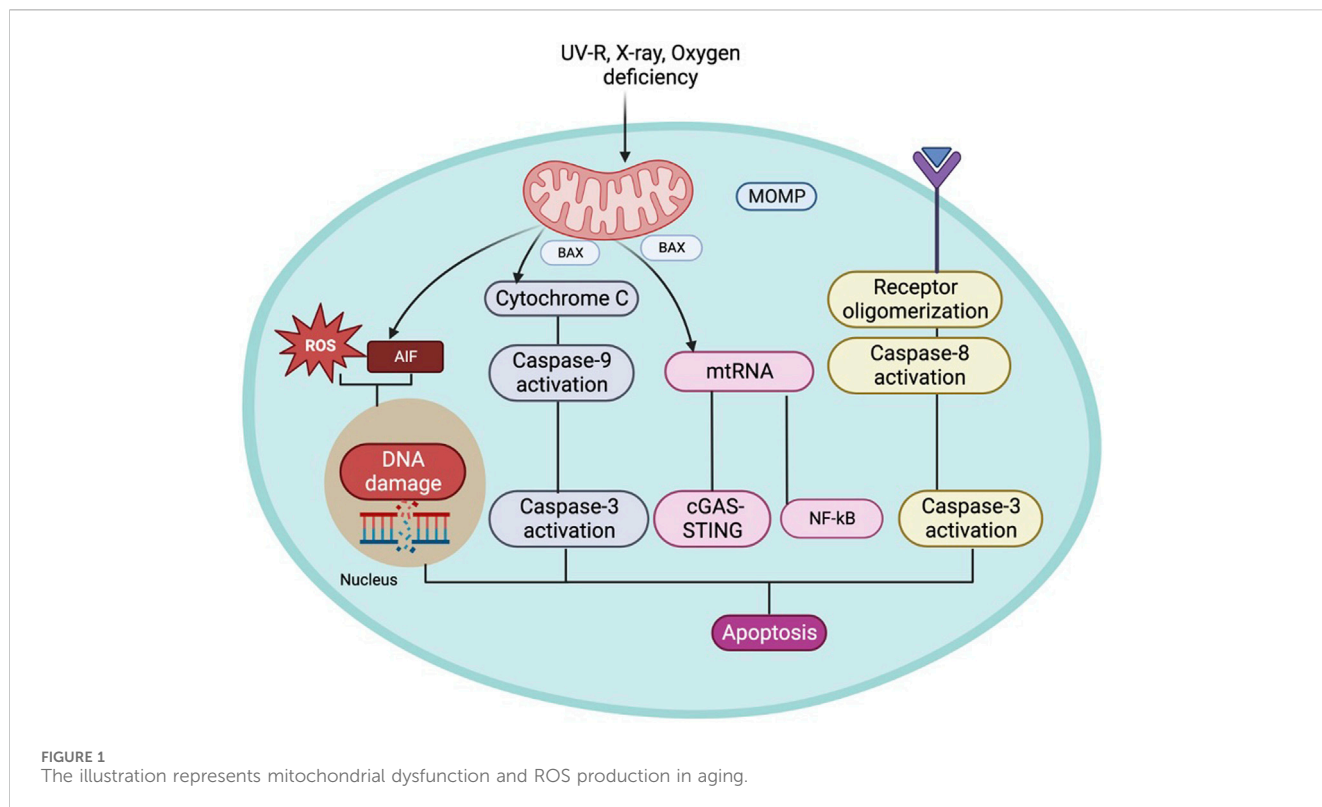 UV-R, X-ray, Oxygen
deficiency
MOMP
BAX
BAX
Cytochrome C
Receptor
oligomerization
ROS
AIF
Caspase-9
activation
mtRNA
Caspase-8
activation
DNA
damage
Caspase-3
activation
cGAS-
STING
NF-kB
Caspase-3
activation
Nucleus
Apoptosis
FIGURE 1
The illustration represents mitochondrial dysfunction and ROS production in aging.